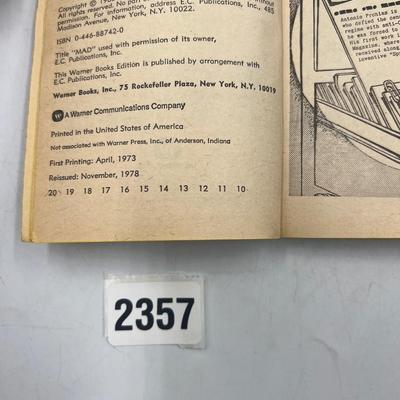 Copyright © 19
All rights reserved. No part
permission. For information, address E.C. Publications, Inc., 485
Madison Avenue, New York, N.Y. 10022.
ISBN 0-446-88742-0
Title "MAD" used with permission of its owner,
E.C. Publications, Inc.
This Warner Books Edition is published by arrangement with
E.C. Publications, Inc.
Warner Books, Inc., 75 Rockefeller Plaza, New York, N.Y. 10019
W A Warner Communications Company
Printed in the United States of America
Not associated with Warner Press, Inc., of Anderson, Indiana
First Printing: April, 1973
Reissued: November, 1978
20 19 18 17 16 15 14 13 12 11 10
Antonio Prohias is
who defied the
regime with anti-C
he was forced to
His first work i
Magazine, where
received along
inventive "Sp
2357